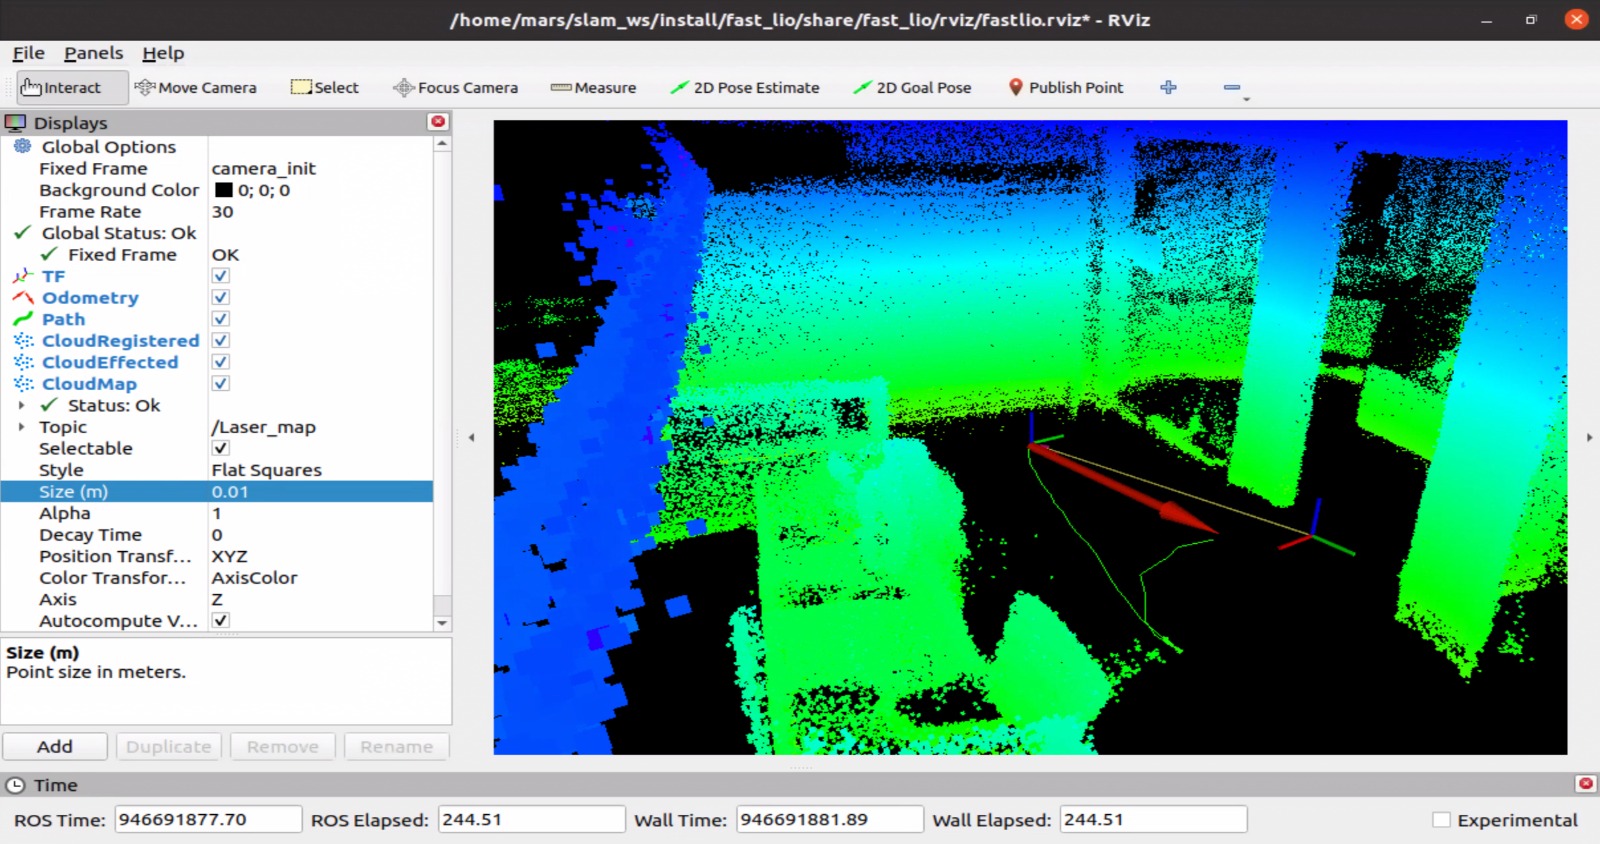 /home/mars/slam_ws/install/fast_lio/share/fast_lio/rviz/fastlio.rviz* - RViz
File Panels Help
Interact Move Camera Select Focus Camera Measure 2D Pose Estimate 2D Goal Pose Publish Point
Displays
Global Options
Fixed Frame camera_init
Background Color 0; 0; 0
Frame Rate 30
Global Status: Ok
Fixed Frame OK
TF
Odometry
Path
CloudRegistered
CloudEffected
CloudMap
Status: Ok
Topic /Laser_map
Selectable
Style Flat Squares
Size (m) 0.01
Alpha 1
Decay Time 0
Position Transf... XYZ
Color Transfor... AxisColor
Axis Z
Autocompute V...
Size (m)
Point size in meters.
Add Duplicate Remove Rename
Time
ROS Time: 946691877.70 ROS Elapsed: 244.51 Wall Time: 946691881.89 Wall Elapsed: 244.51 Experimental